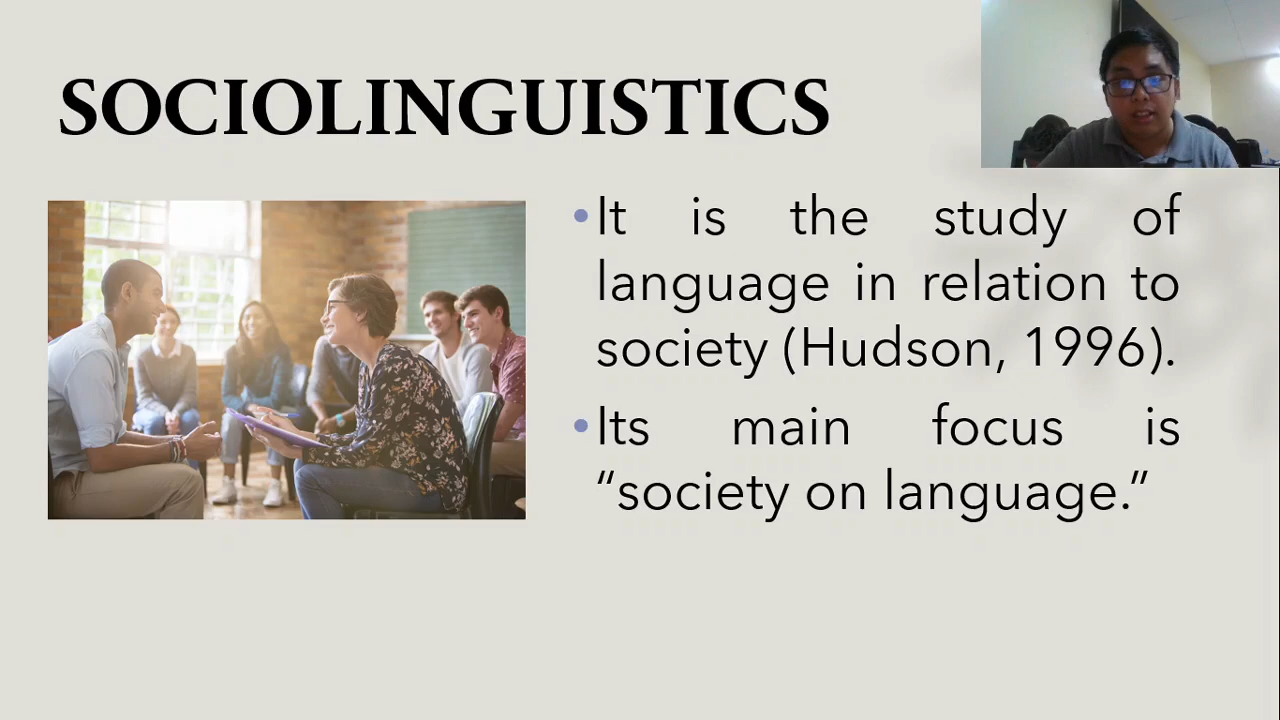 SOCIOLINGUISTICS
•It is the study of
language in relation to
society (Hudson, 1996).
•Its main focus is
“society on language.”